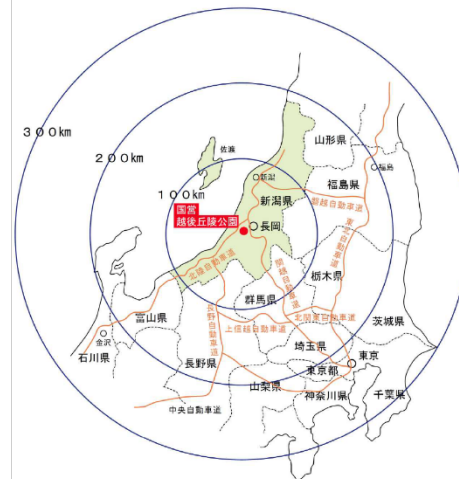 300km
200km
100km
佐渡
新潟
山形県
福島
福島県
新潟県
国営
越後丘陵公園
長岡
磐越自動車道
東北自動車道
関越自動車道
北陸自動車道
栃木県
群馬県
富山県
上信越自動車道
北関東自動車道
茨城県
金沢
石川県
長野県
長野自動車道
埼玉県
東京
東京都
山梨県
神奈川県
千葉県
中央自動車道